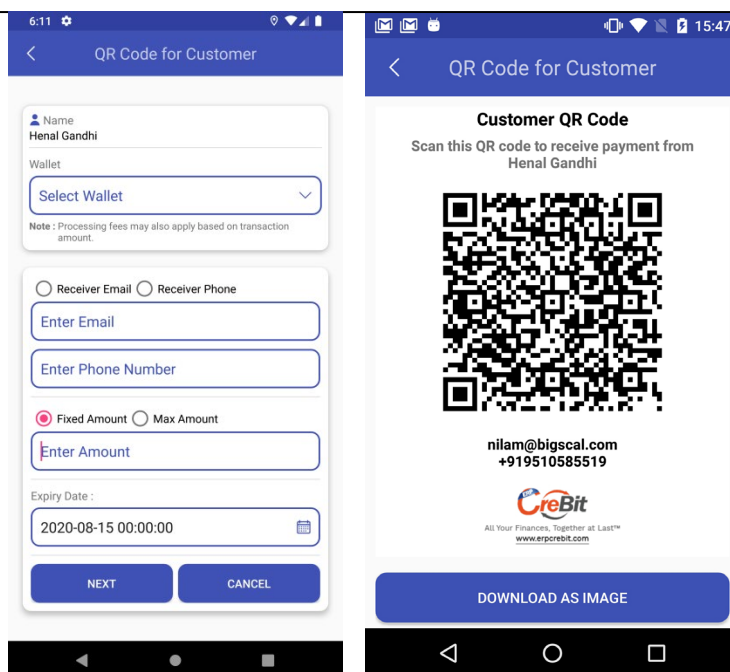 6:11
QR Code for Customer
Name
Henal Gandhi
Wallet
Select Wallet
Note : Processing fees may also apply based on transaction
amount.
Receiver Email Receiver Phone
Enter Email
Enter Phone Number
Fixed Amount Max Amount
Enter Amount
Expiry Date :
2020-08-15 00:00:00
NEXT CANCEL
15:47
QR Code for Customer
Customer QR Code
Scan this QR code to receive payment from
Henal Gandhi
nilam@bigscal.com
+919510585519
ERP
CreBit
All Your Finances, Together at Last™
www.erpcrebit.com
DOWNLOAD AS IMAGE